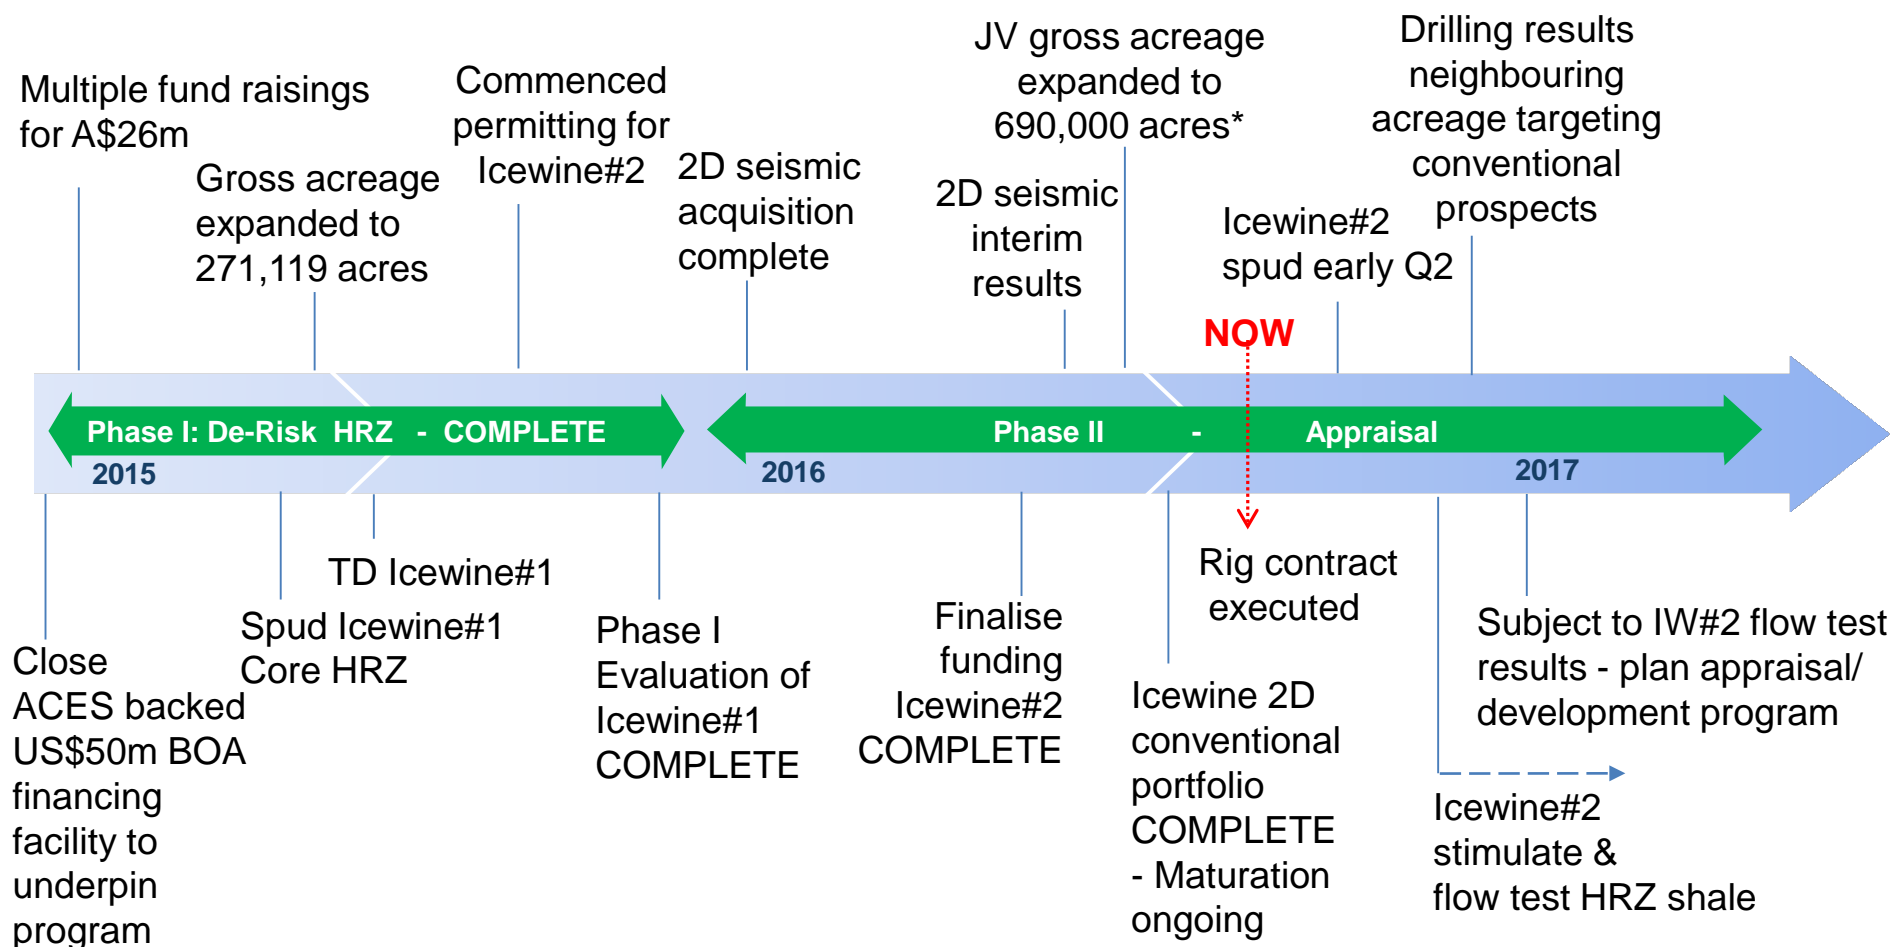 Multiple fund raisings
for A$26m
Gross acreage
expanded to
271,119 acres
Commenced
permitting for
Icewine#2
2D seismic
acquisition
complete
2D seismic
interim
results
JV gross acreage
expanded to
690,000 acres*
Icewine#2
spud early Q2
Drilling results
neighbouring
acreage targeting
conventional
prospects
NOW
Phase I: De-Risk HRZ - COMPLETE
Phase II - Appraisal
2015
2016
2017
Close
ACES backed
US$50m BOA
financing
facility to
underpin
program
Spud Icewine#1
Core HRZ
TD Icewine#1
Phase I
Evaluation of
Icewine#1
COMPLETE
Finalise
funding
Icewine#2
COMPLETE
Icewine 2D
conventional
portfolio
COMPLETE
- Maturation
ongoing
Rig contract
executed
Icewine#2
stimulate &
flow test HRZ shale
Subject to IW#2 flow test
results - plan appraisal/
development program